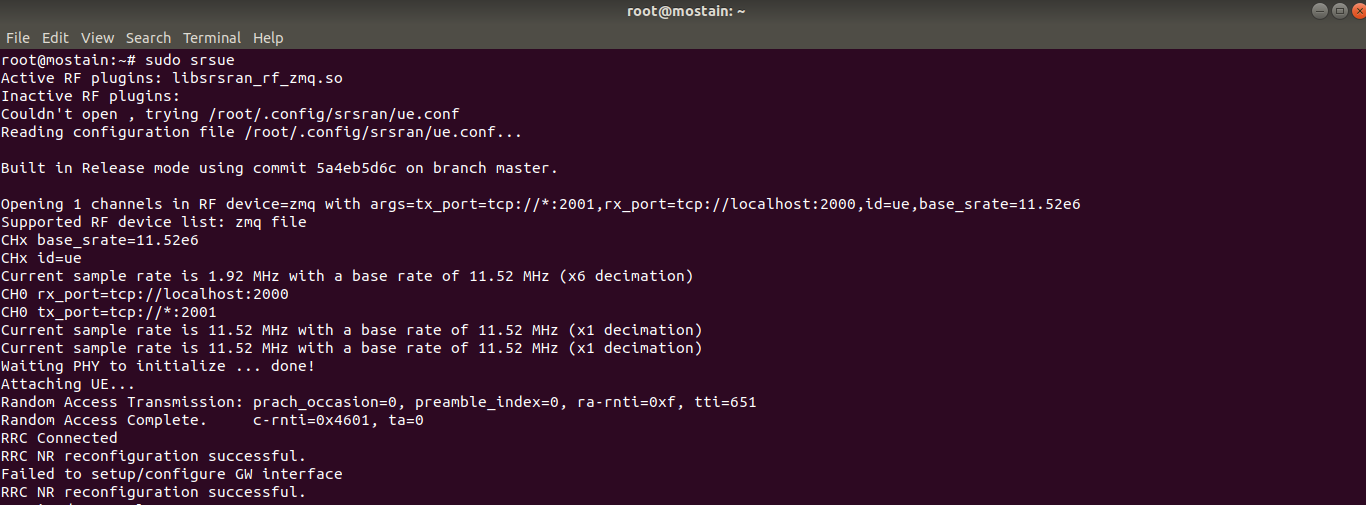 root@mostain: ~
File Edit View Search Terminal Help
root@mostain:~# sudo srsue
Active RF plugins: libsrsran_rf_zmq.so
Inactive RF plugins:
Couldn't open , trying /root/.config/srsran/ue.conf
Reading configuration file /root/.config/srsran/ue.conf...
Built in Release mode using commit 5a4eb5d6c on branch master.
Opening 1 channels in RF device=zmq with args=tx_port=tcp://*:2001,rx_port=tcp://localhost:2000,id=ue,base_srate=11.52e6
Supported RF device list: zmq file
CHx base_srate=11.52e6
CHx id=ue
Current sample rate is 1.92 MHz with a base rate of 11.52 MHz (x6 decimation)
CH0 rx_port=tcp://localhost:2000
CH0 tx_port=tcp://*:2001
Current sample rate is 11.52 MHz with a base rate of 11.52 MHz (x1 decimation)
Current sample rate is 11.52 MHz with a base rate of 11.52 MHz (x1 decimation)
Waiting PHY to initialize ... done!
Attaching UE...
Random Access Transmission: prach_occasion=0, preamble_index=0, ra-rnti=0xf, tti=651
Random Access Complete.     c-rnti=0x4601, ta=0
RRC Connected
RRC NR reconfiguration successful.
Failed to setup/configure GW interface
RRC NR reconfiguration successful.